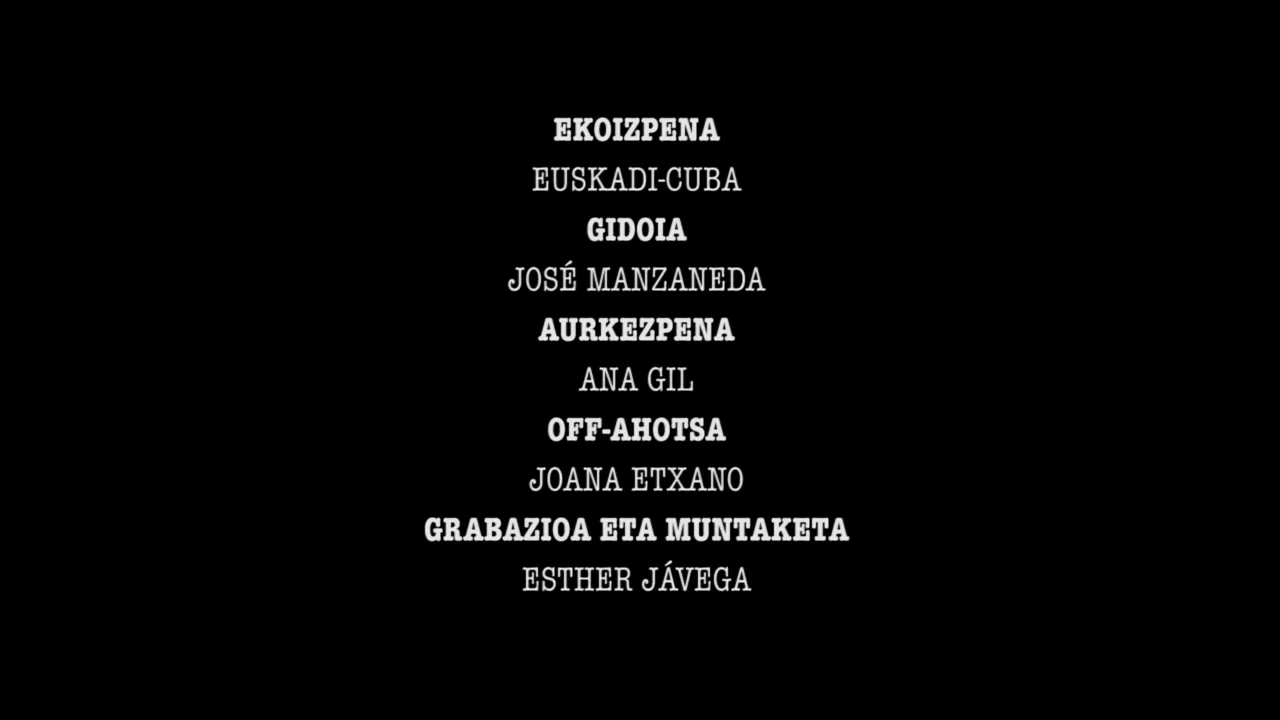 EKOIZPENA
EUSKADI-CUBA
GIDOIA
JOSÉ MANZANEDA
AURKEZPENA
ANA GIL
OFF-AHOTSA
JOANA ETXANO
GRABAZIOA ETA MUNTAKETA
ESTHER JÁVEGA